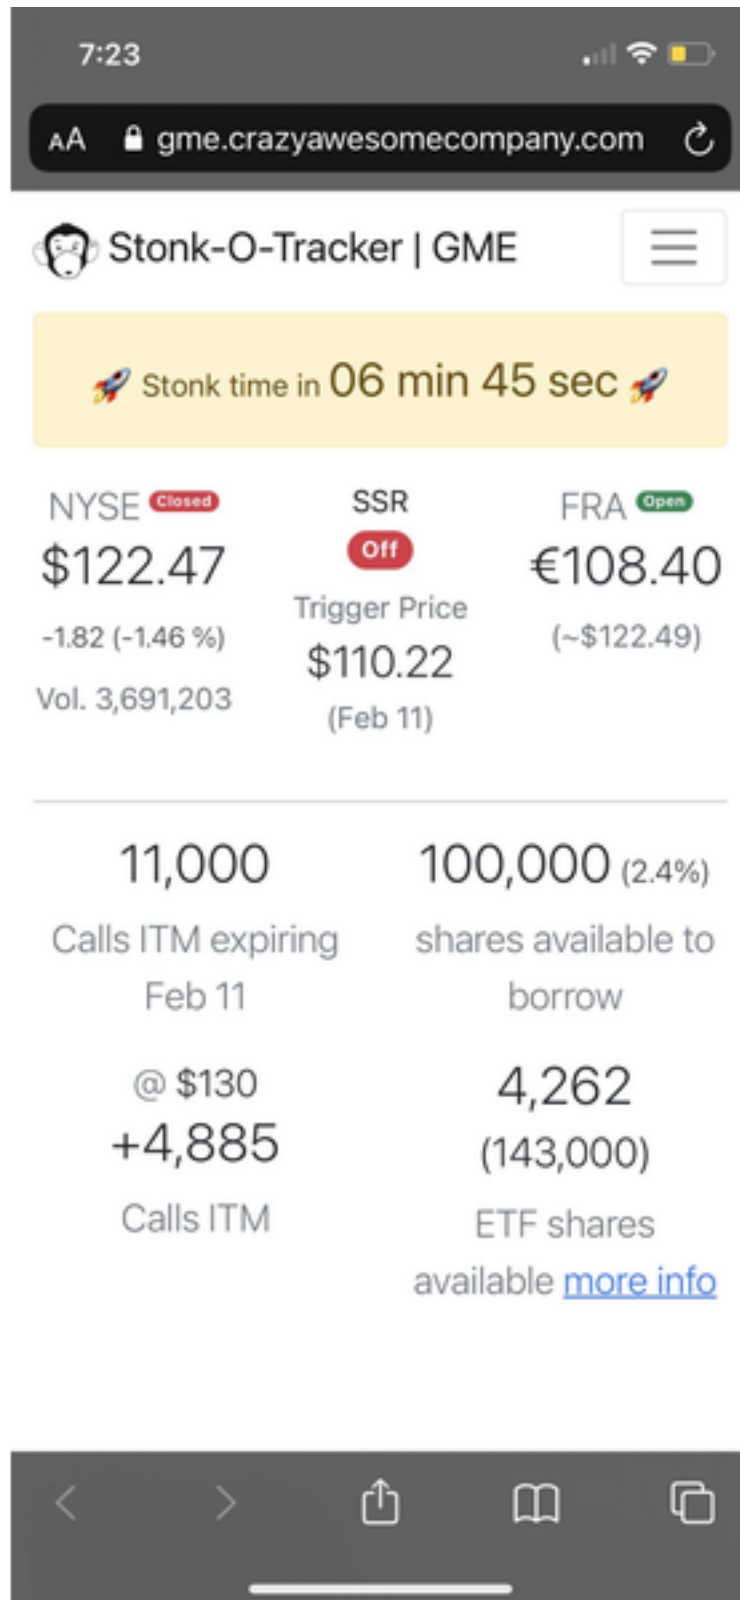 7:23
AA gme.crazyawesomecompany.com
Stonk-O-Tracker | GME
🚀 Stonk time in 06 min 45 sec 🚀
NYSE Closed
$122.47
-1.82 (-1.46 %)
Vol. 3,691,203
SSR
Off
Trigger Price
$110.22
(Feb 11)
FRA Open
€108.40
(~$122.49)
11,000
Calls ITM expiring
Feb 11
@ $130
+4,885
Calls ITM
100,000 (2.4%)
shares available to
borrow
4,262
(143,000)
ETF shares
available more info